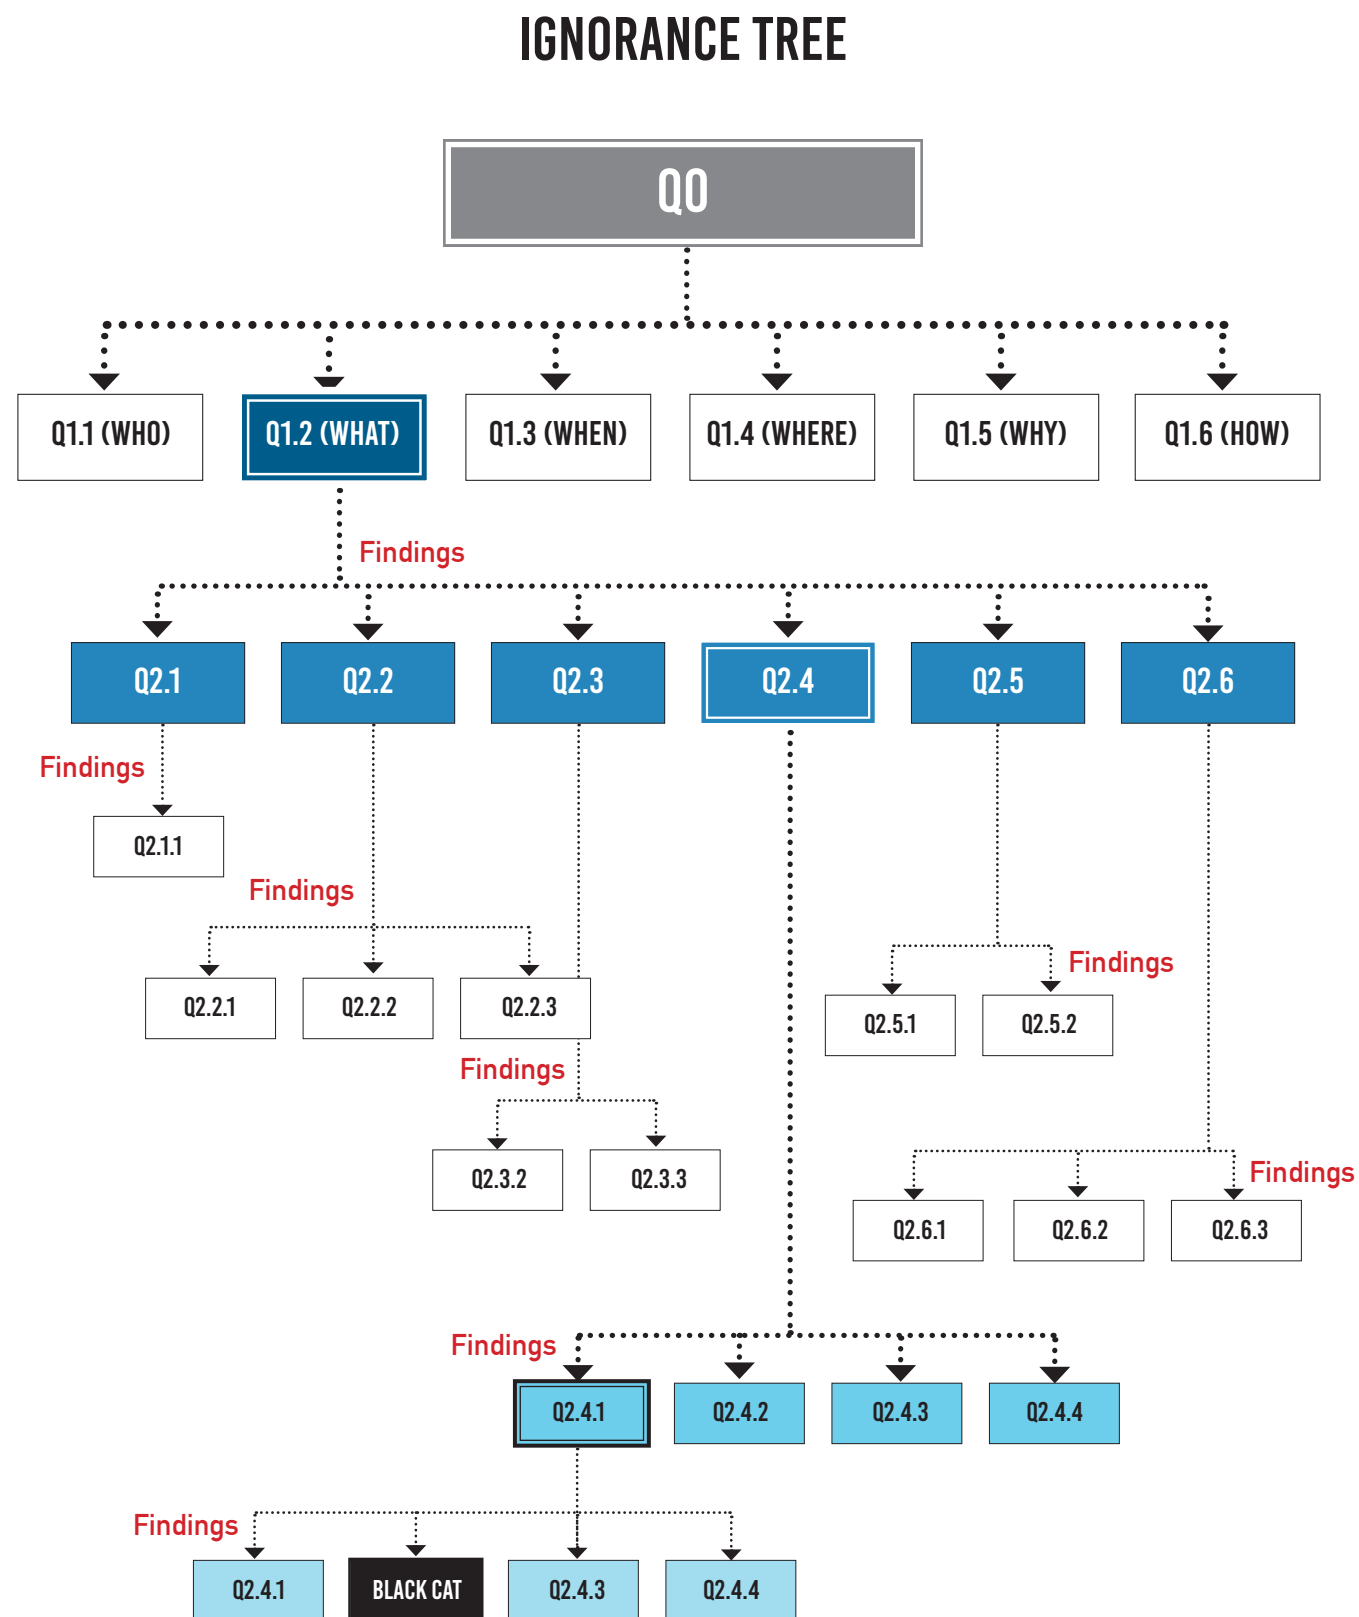 IGNORANCE TREE
Q0
Q1.1 (WHO)
Q1.2 (WHAT)
Q1.3 (WHEN)
Q1.4 (WHERE)
Q1.5 (WHY)
Q1.6 (HOW)
Findings
Q2.1
Q2.2
Q2.3
Q2.4
Q2.5
Q2.6
Findings
Q2.1.1
Findings
Q2.2.1
Q2.2.2
Q2.2.3
Findings
Q2.5.1
Q2.5.2
Findings
Q2.3.2
Q2.3.3
Findings
Q2.6.1
Q2.6.2
Q2.6.3
Findings
Q2.4.1
Q2.4.2
Q2.4.3
Q2.4.4
Findings
Q2.4.1
BLACK CAT
Q2.4.3
Q2.4.4